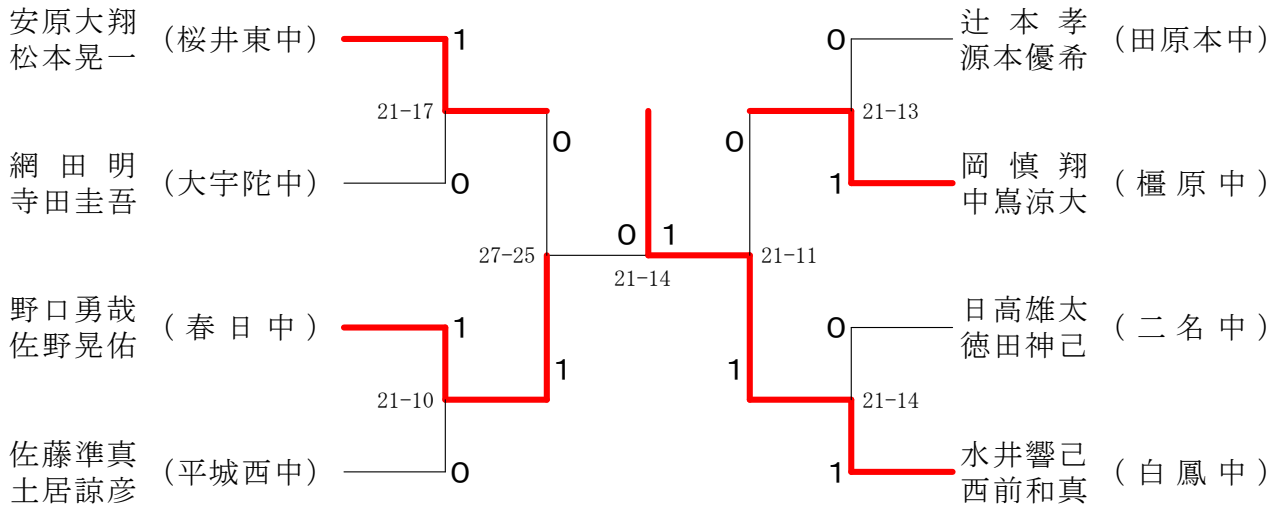 安原大翔
松本晃一
(桜井東中)
1
21-17
網田明
寺田圭吾
(大宇陀中)
0
0
27-25
野口勇哉
佐野晃佑
(春日中)
1
1
21-10
佐藤準真
土居諒彦
(平城西中)
0
0 1
21-14
辻本孝
源本優希
(田原本中)
0
21-13
岡慎翔
中嶌涼大
(橿原中)
1
0
21-11
日高雄太
徳田神己
(二名中)
0
1
21-14
水井響己
西前和真
(白鳳中)
1